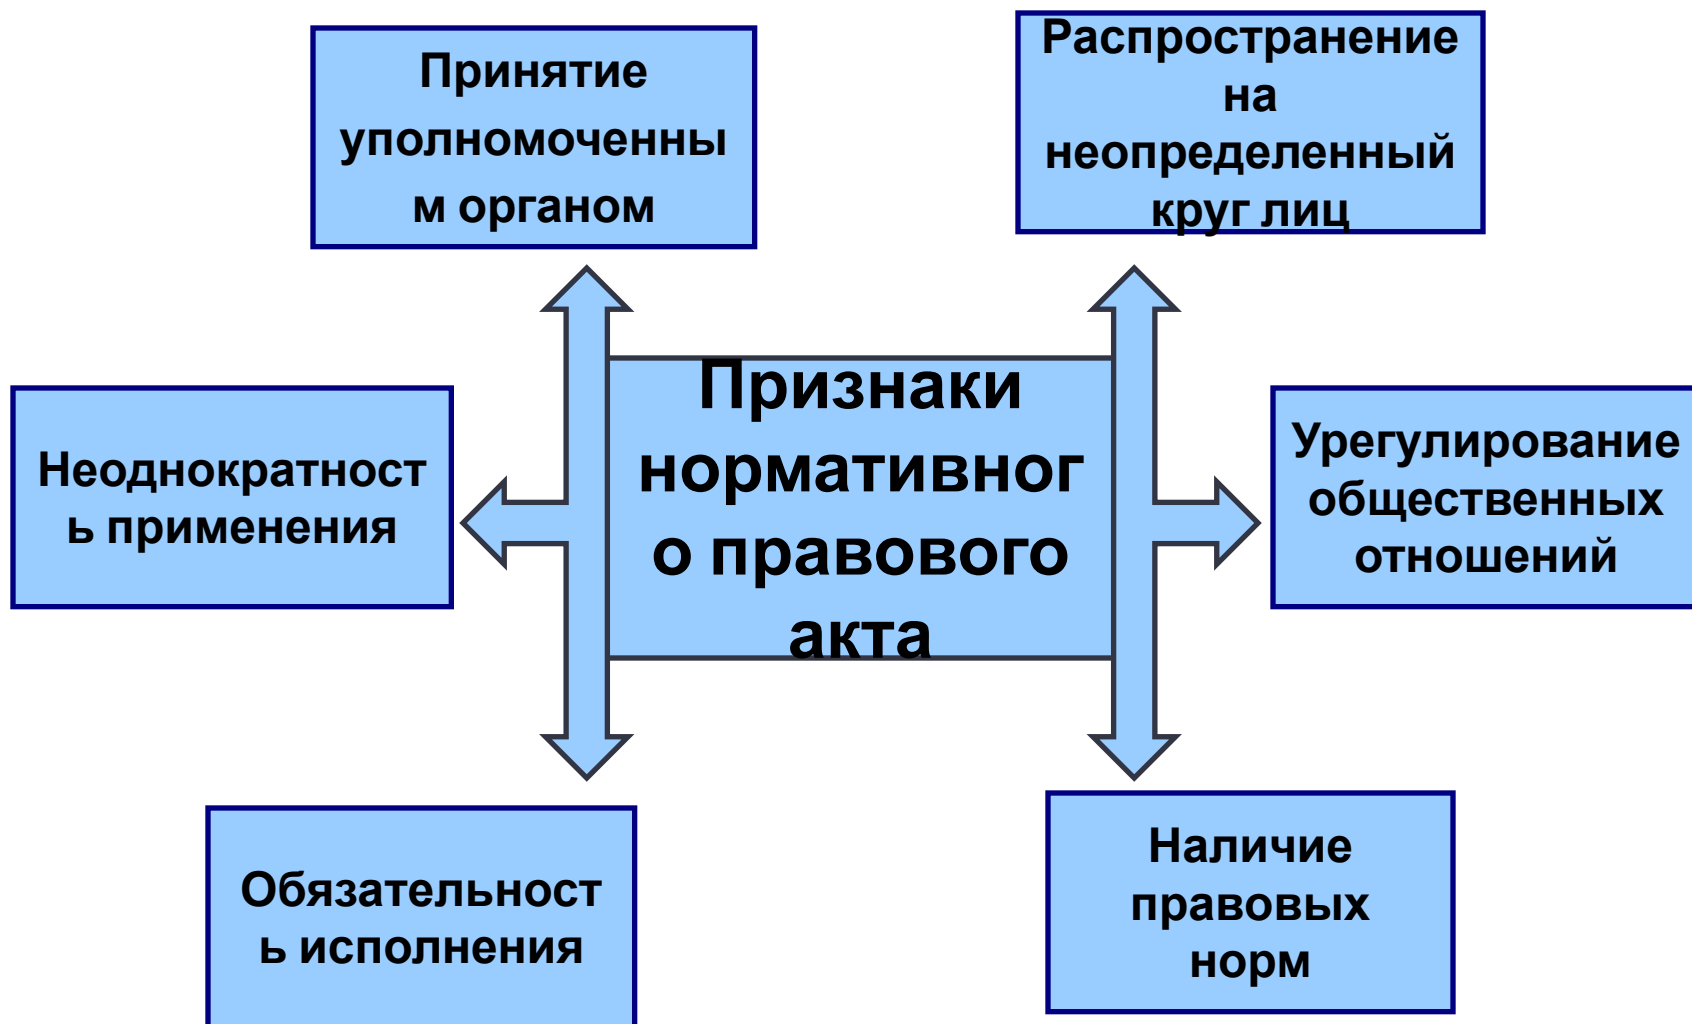 Принятие
уполномоченны
м органом
Распространение
на
неопределенный
круг лиц
Признаки
нормативног
о правового
акта
Неоднократност
ь применения
Урегулирование
общественных
отношений
Обязательност
ь исполнения
Наличие
правовых
норм